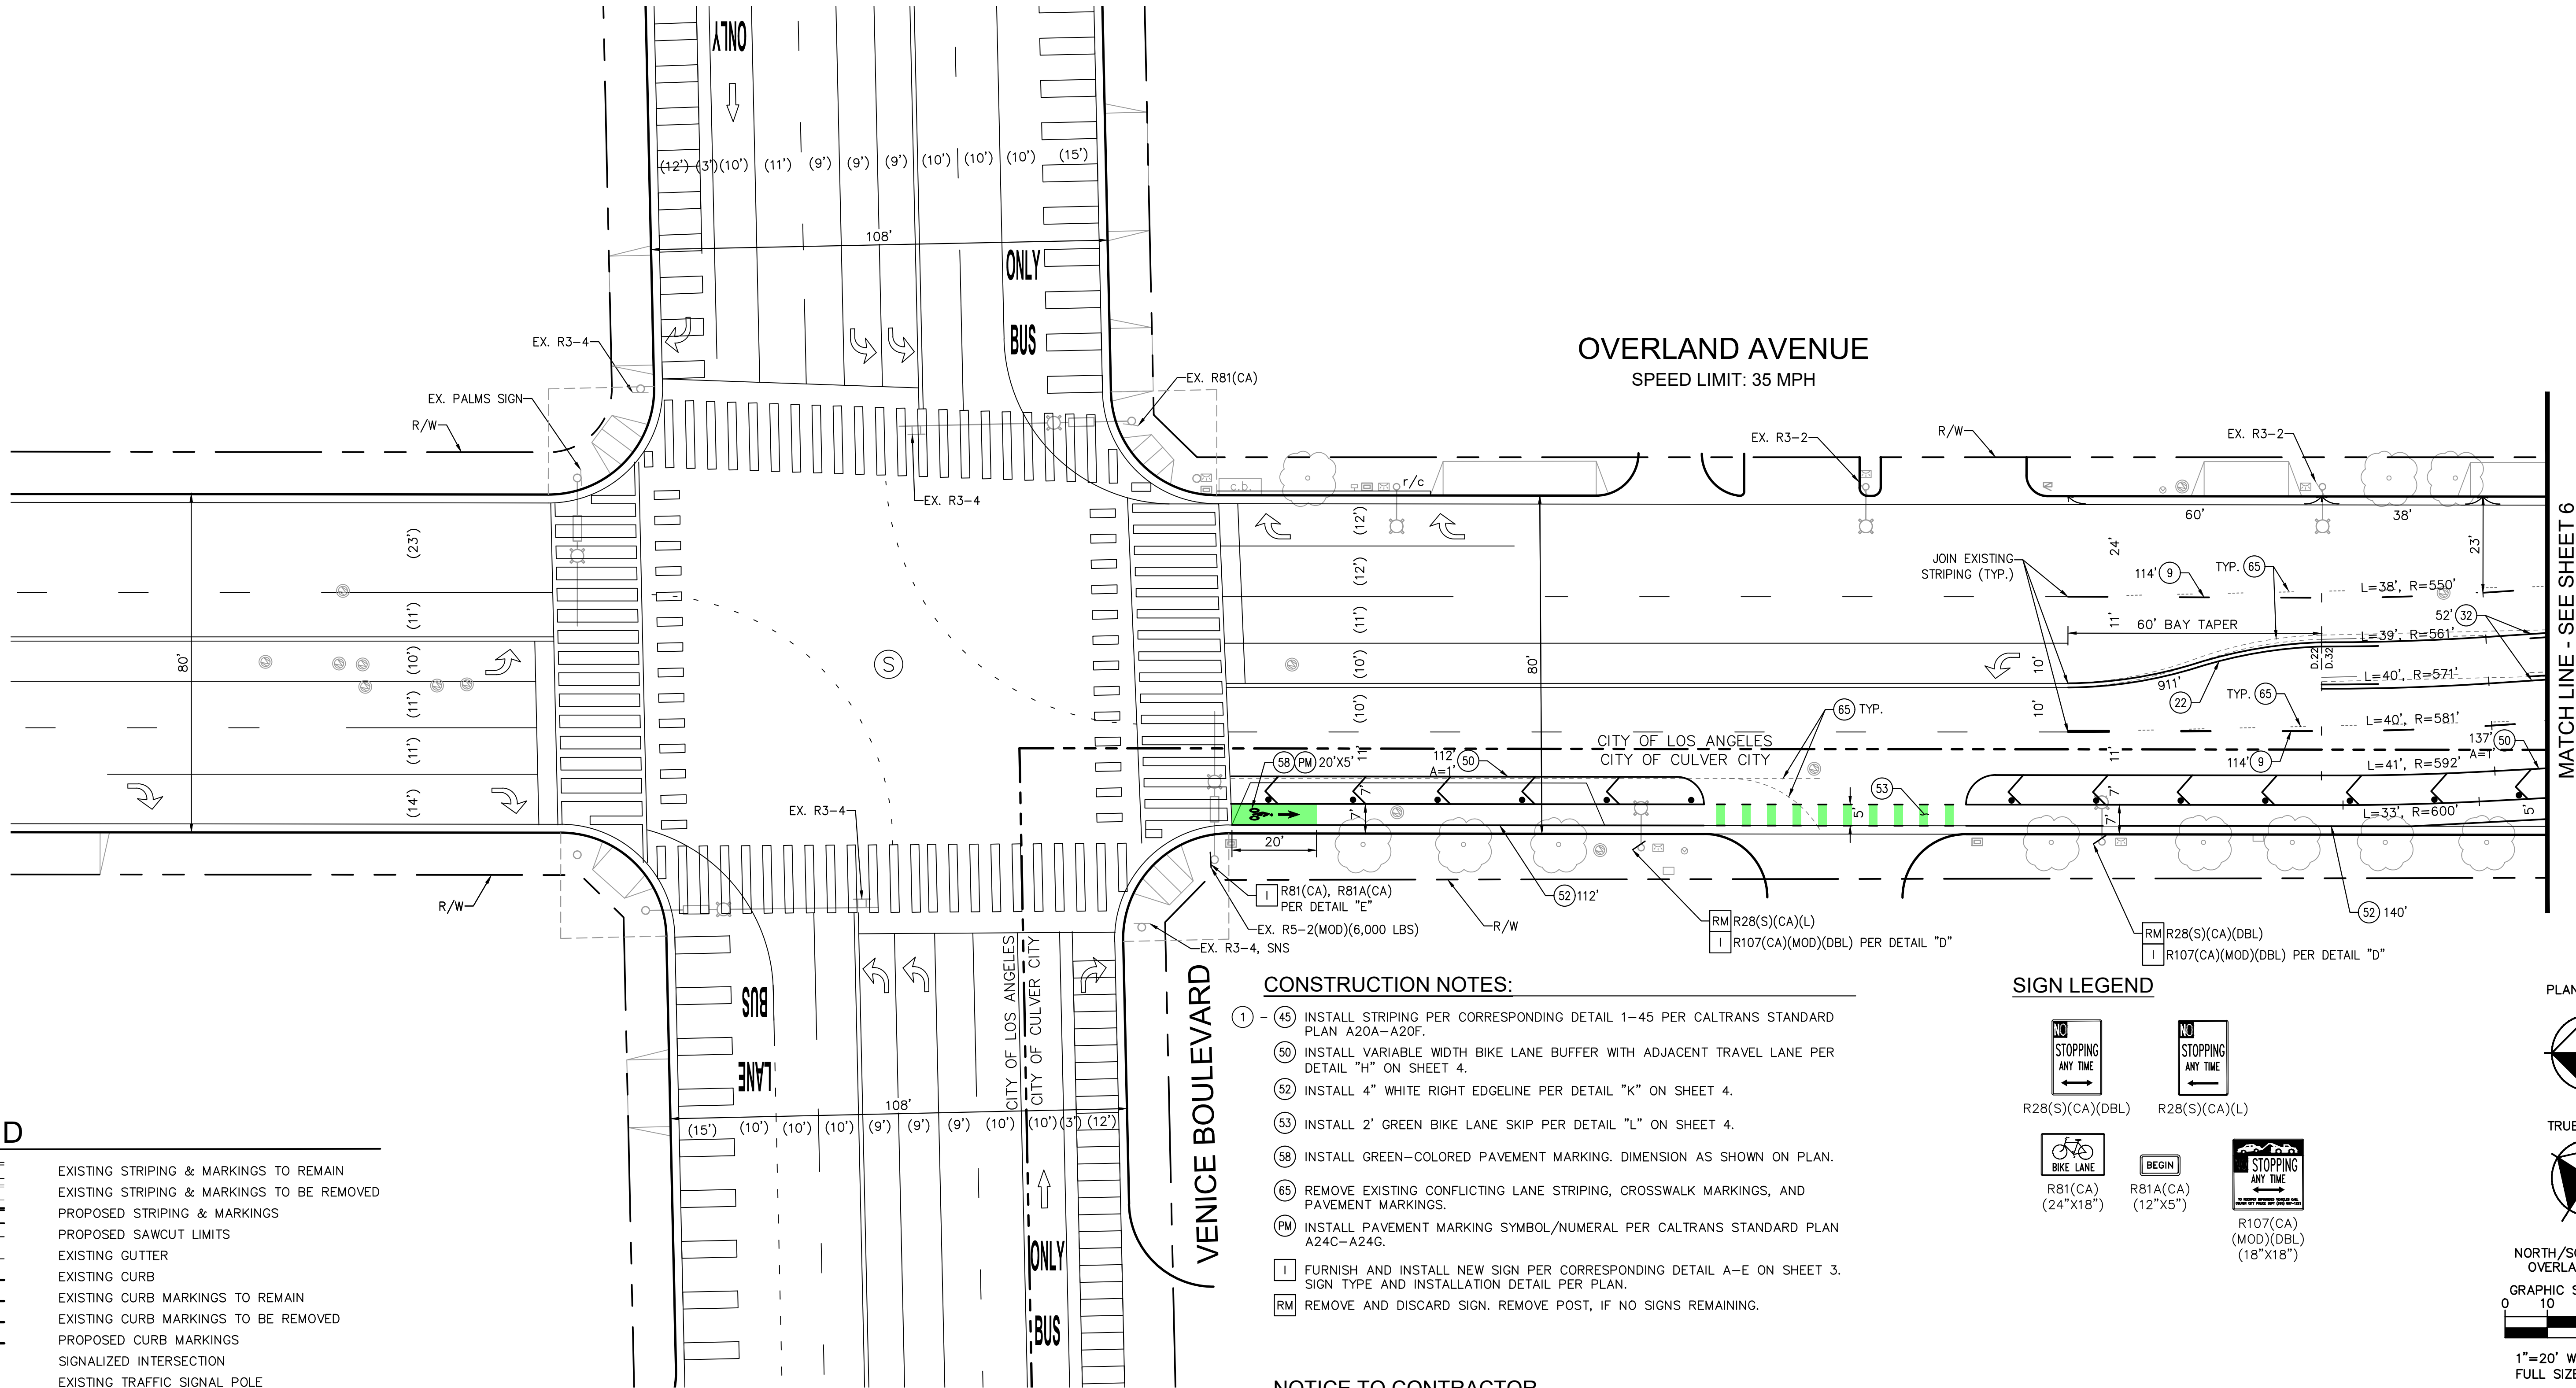 ONLY
(12')
(3')
(10')
(11')
(9')
(9')
(9')
(10')
(10')
(10')
(15')
108'
ONLY
BUS
EX. R3-4
EX. PALMS SIGN
R/W
EX. R81(CA)
EX. R3-4
OVERLAND AVENUE
SPEED LIMIT: 35 MPH
EX. R3-2
R/W
EX. R3-2
c.b.
r/c
60'
38'
80'
(23')
(11')
(10')
(11')
(11')
(14')
S
(12')
(12')
(11')
(10')
(10')
11'
7'
7'
80'
JOIN EXISTING
STRIPING (TYP.)
24'
11'
10'
10'
11'
7'
7'
23'
114' 9
TYP. 65
L=38', R=550'
52' 32
60' BAY TAPER
L=39', R=561'
D.22
D.32
L=40', R=571'
911'
22
TYP. 65
L=40', R=581'
137' 50
A=1'
114' 9
L=41', R=592'
L=33', R=600'
5'
MATCH LINE - SEE SHEET 6
65 TYP.
CITY OF LOS ANGELES
CITY OF CULVER CITY
58 PM 20'X5'
112' 50
A=1'
53
5'
20'
EX. R3-4
R/W
I R81(CA), R81A(CA)
PER DETAIL "E"
EX. R5-2(MOD)(6,000 LBS)
EX. R3-4, SNS
52 112'
R/W
RM R28(S)(CA)(L)
I R107(CA)(MOD)(DBL) PER DETAIL "D"
52 140'
RM R28(S)(CA)(DBL)
I R107(CA)(MOD)(DBL) PER DETAIL "D"
BUS
LANE
108'
(15')
(10')
(10')
(10')
(9')
(9')
(9')
(10')
(10')
(3')
(12')
CITY OF LOS ANGELES
CITY OF CULVER CITY
ONLY
BUS
VENICE BOULEVARD
CONSTRUCTION NOTES:
1 - 45 INSTALL STRIPING PER CORRESPONDING DETAIL 1-45 PER CALTRANS STANDARD
PLAN A20A-A20F.
50 INSTALL VARIABLE WIDTH BIKE LANE BUFFER WITH ADJACENT TRAVEL LANE PER
DETAIL "H" ON SHEET 4.
52 INSTALL 4" WHITE RIGHT EDGELINE PER DETAIL "K" ON SHEET 4.
53 INSTALL 2' GREEN BIKE LANE SKIP PER DETAIL "L" ON SHEET 4.
58 INSTALL GREEN-COLORED PAVEMENT MARKING. DIMENSION AS SHOWN ON PLAN.
65 REMOVE EXISTING CONFLICTING LANE STRIPING, CROSSWALK MARKINGS, AND
PAVEMENT MARKINGS.
PM INSTALL PAVEMENT MARKING SYMBOL/NUMERAL PER CALTRANS STANDARD PLAN
A24C-A24G.
I FURNISH AND INSTALL NEW SIGN PER CORRESPONDING DETAIL A-E ON SHEET 3.
SIGN TYPE AND INSTALLATION DETAIL PER PLAN.
RM REMOVE AND DISCARD SIGN. REMOVE POST, IF NO SIGNS REMAINING.
NOTICE TO CONTRACTOR
SIGN LEGEND
NO
STOPPING
ANY TIME
R28(S)(CA)(DBL)
NO
STOPPING
ANY TIME
R28(S)(CA)(L)
BIKE LANE
R81(CA)
(24"X18")
BEGIN
R81A(CA)
(12"X5")
STOPPING
ANY TIME
R107(CA)
(MOD)(DBL)
(18"X18")
PLAN
TRUE
NORTH/SO
OVERLA
GRAPHIC S
0 10
1"=20' W
FULL SIZE
D
EXISTING STRIPING & MARKINGS TO REMAIN
EXISTING STRIPING & MARKINGS TO BE REMOVED
PROPOSED STRIPING & MARKINGS
PROPOSED SAWCUT LIMITS
EXISTING GUTTER
EXISTING CURB
EXISTING CURB MARKINGS TO REMAIN
EXISTING CURB MARKINGS TO BE REMOVED
PROPOSED CURB MARKINGS
SIGNALIZED INTERSECTION
EXISTING TRAFFIC SIGNAL POLE